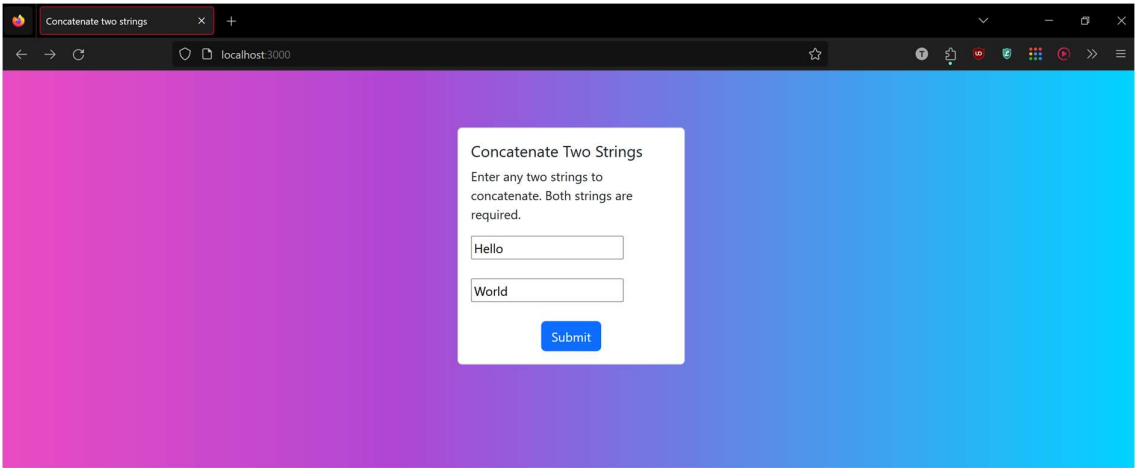 Concatenate two strings
localhost:3000
T
Concatenate Two Strings
Enter any two strings to
concatenate. Both strings are
required.
Hello
World
Submit